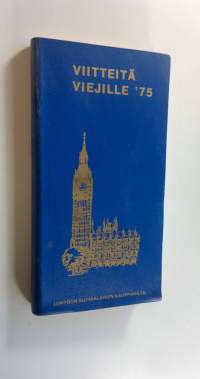 VIITTEITÄ
VIEJILLE '75
LONTOON SUOMALAINEN KAUPPAKILTA